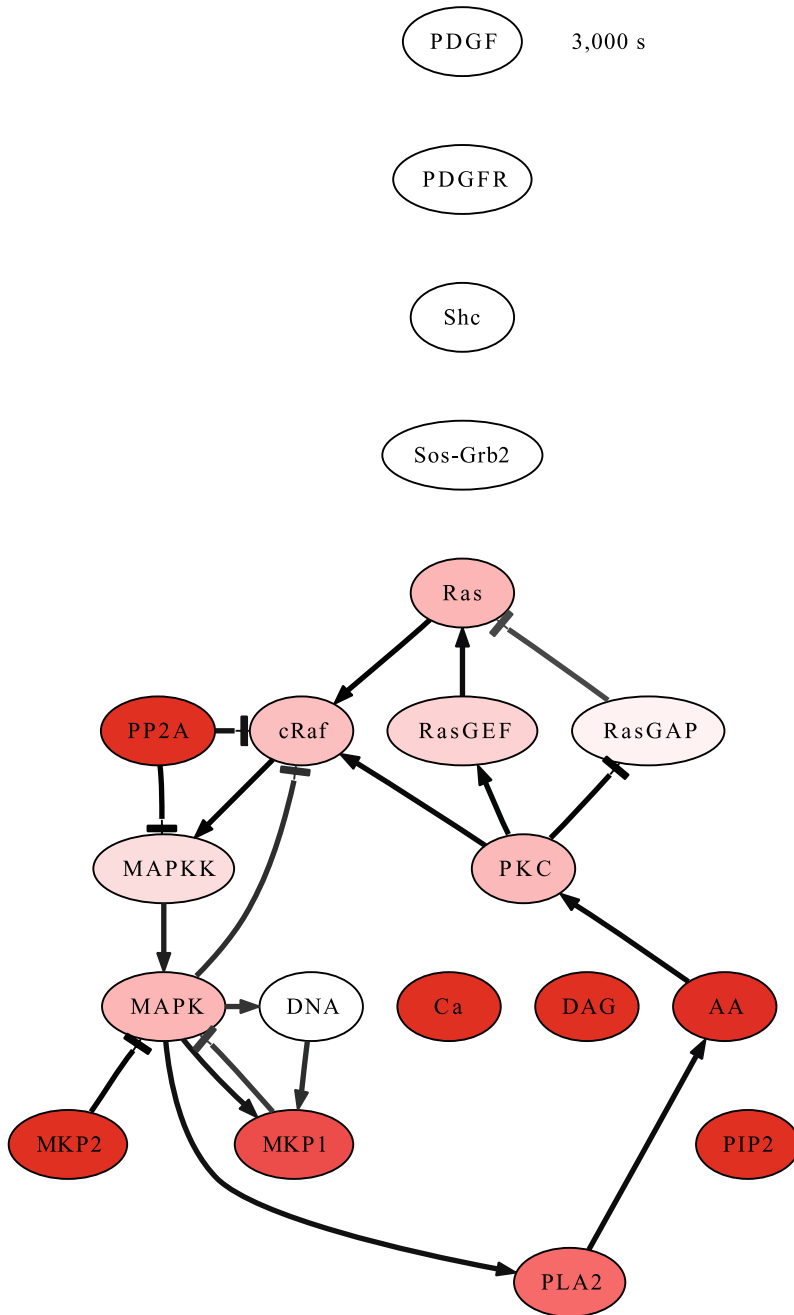 PDGF 3,000 s
PDGFR
Shc
Sos-Grb2
Ras
PP2A cRaf RasGEF RasGAP
MAPKK PKC
MAPK DNA Ca DAG AA
MKP2 MKP1 PIP2
PLA2